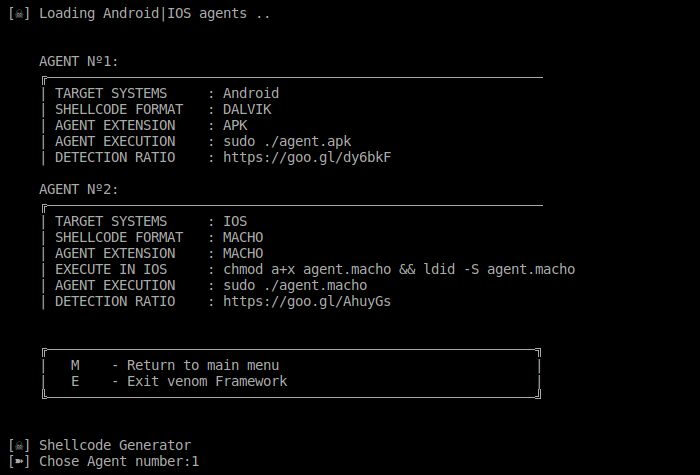 [☠] Loading Android|IOS agents ..
AGENT Nº1:
| TARGET SYSTEMS     : Android
| SHELLCODE FORMAT   : DALVIK
| AGENT EXTENSION    : APK
| AGENT EXECUTION    : sudo ./agent.apk
| DETECTION RATIO    : https://goo.gl/dy6bkF
AGENT Nº2:
| TARGET SYSTEMS     : IOS
| SHELLCODE FORMAT   : MACHO
| AGENT EXTENSION    : MACHO
| EXECUTE IN IOS     : chmod a+x agent.macho && ldid -S agent.macho
| AGENT EXECUTION    : sudo ./agent.macho
| DETECTION RATIO    : https://goo.gl/AhuyGs
|   M    - Return to main menu                                |
|   E    - Exit venom Framework                               |
[☠] Shellcode Generator
[➽] Chose Agent number:1